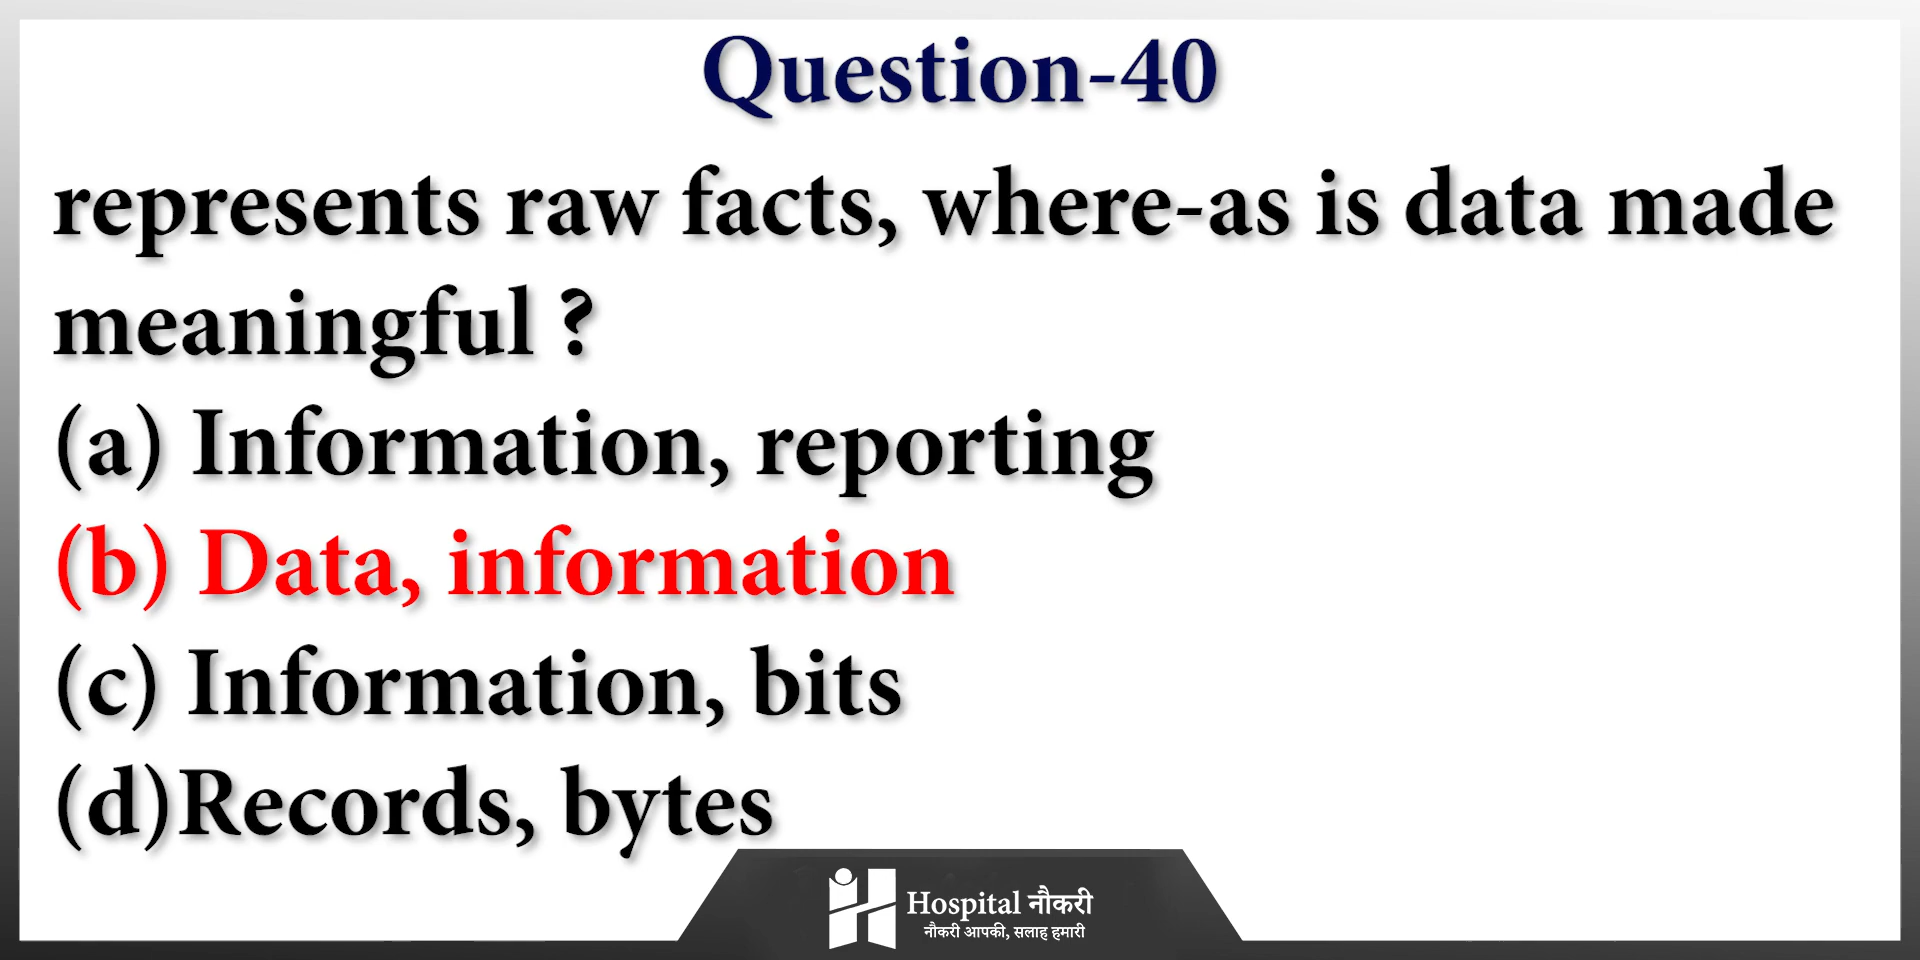 Question-40
represents raw facts, where-as is data made
meaningful ?
(a) Information, reporting
(b) Data, information
(c) Information, bits
(d)Records, bytes
Hospital नौकरी
नौकरी आपकी, सलाह हमारी